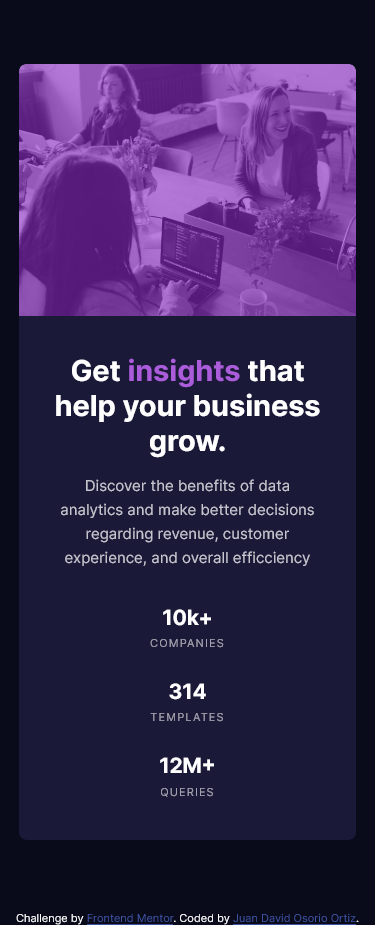 Get insights that
help your business
grow.
Discover the benefits of data
analytics and make better decisions
regarding revenue, customer
experience, and overall efficciency
10k+
COMPANIES
314
TEMPLATES
12M+
QUERIES
Challenge by Frontend Mentor. Coded by Juan David Osorio Ortiz.